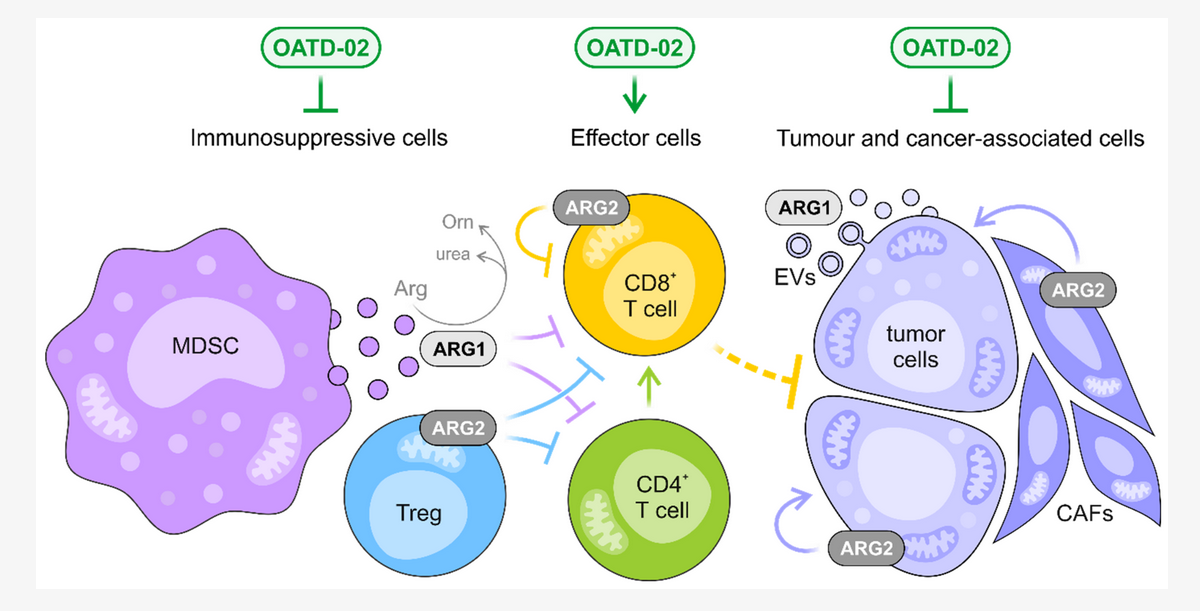 OATD-02
OATD-02
OATD-02
Immunosuppressive cells
Effector cells
Tumour and cancer-associated cells
ARG2
ARG1
Orn
urea
Arg
EVs
ARG2
CD8⁺
T cell
MDSC
ARG1
tumor
cells
ARG2
Treg
CD4⁺
T cell
CAFs
ARG2